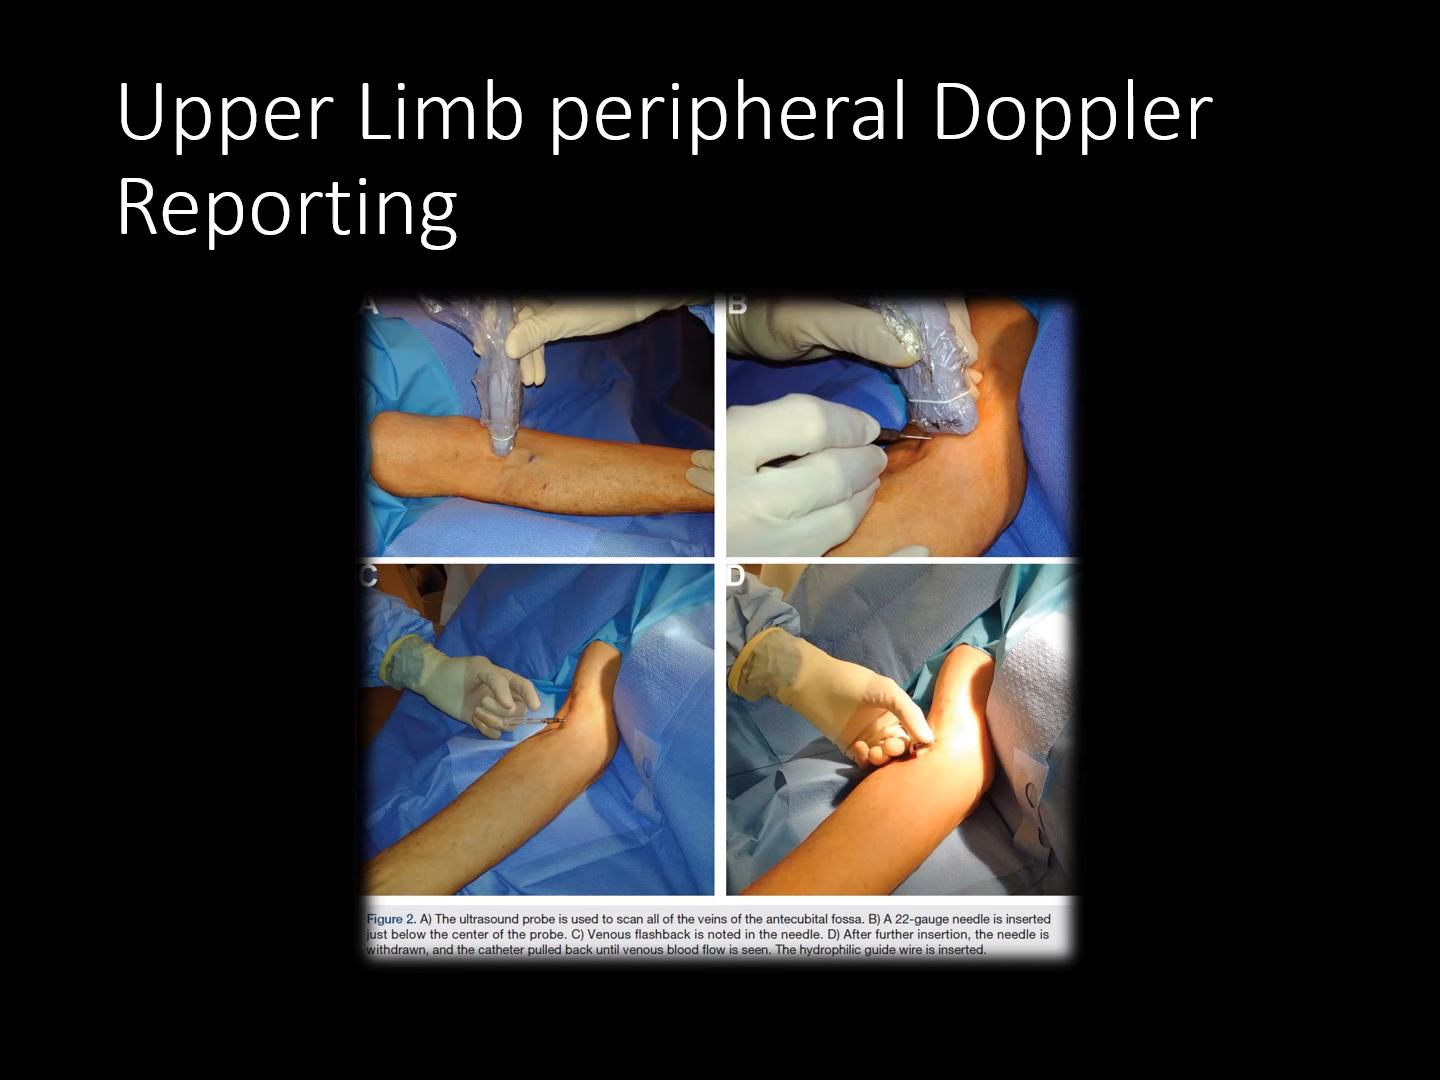 Upper Limb peripheral Doppler
Reporting
A
B
C
D
Figure 2. A) The ultrasound probe is used to scan all of the veins of the antecubital fossa. B) A 22-gauge needle is inserted
just below the center of the probe. C) Venous flashback is noted in the needle. D) After further insertion, the needle is
withdrawn, and the catheter pulled back until venous blood flow is seen. The hydrophilic guide wire is inserted.